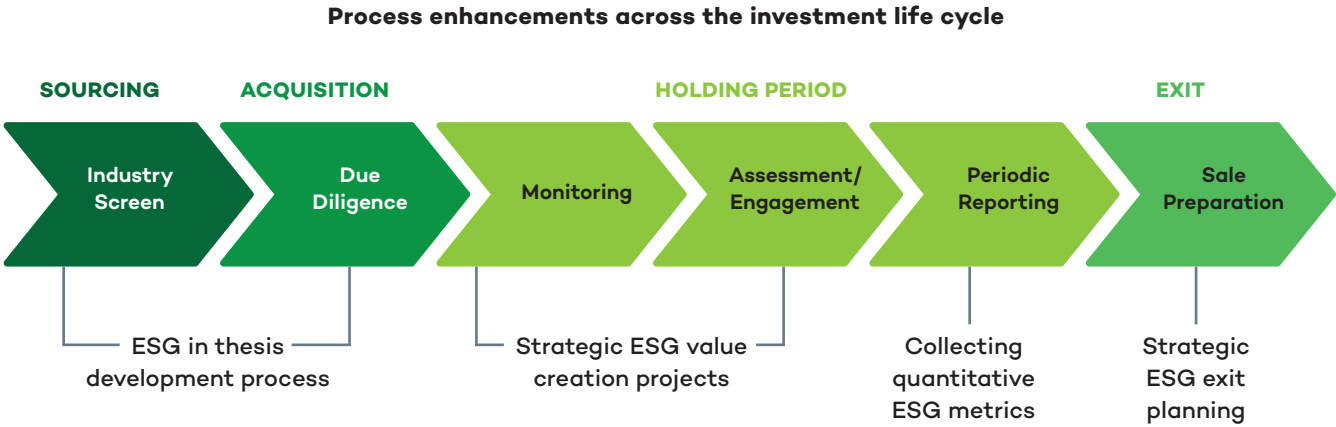 Process enhancements across the investment life cycle
SOURCING
ACQUISITION
HOLDING PERIOD
EXIT
Industry
Screen
Due
Diligence
Monitoring
Assessment/
Engagement
Periodic
Reporting
Sale
Preparation
ESG in thesis
development process
Strategic ESG value
creation projects
Collecting
quantitative
ESG metrics
Strategic
ESG exit
planning